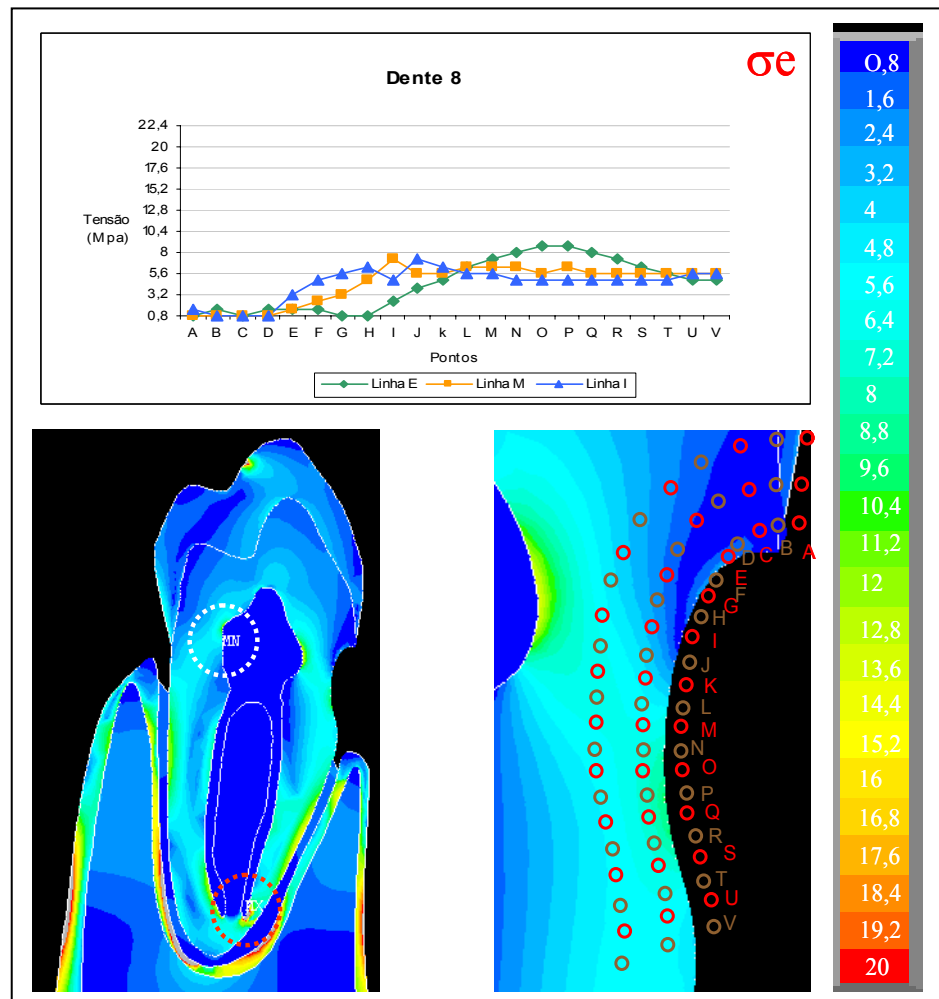 σe
Dente 8
22,4
20
17,6
15,2
12,8
10,4
8
5,6
3,2
0,8
Tensão
(Mpa)
A B C D E F G H I J k L M N O P Q R S T U V
Pontos
Linha E Linha M Linha I
O,8
1,6
2,4
3,2
4
4,8
5,6
6,4
7,2
8
8,8
9,6
10,4
11,2
12
12,8
13,6
14,4
15,2
16
16,8
17,6
18,4
19,2
20
MN
A
B
C
D
E
F
G
H
I
J
K
L
M
N
O
P
Q
R
S
T
U
V